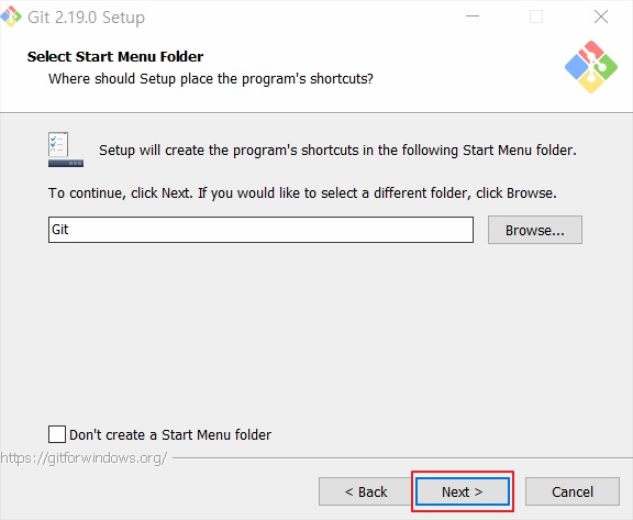 Git 2.19.0 Setup
Select Start Menu Folder
Where should Setup place the program's shortcuts?
Setup will create the program's shortcuts in the following Start Menu folder.
To continue, click Next. If you would like to select a different folder, click Browse.
Git
Browse...
Don't create a Start Menu folder
https://gitforwindows.org/
< Back
Next >
Cancel